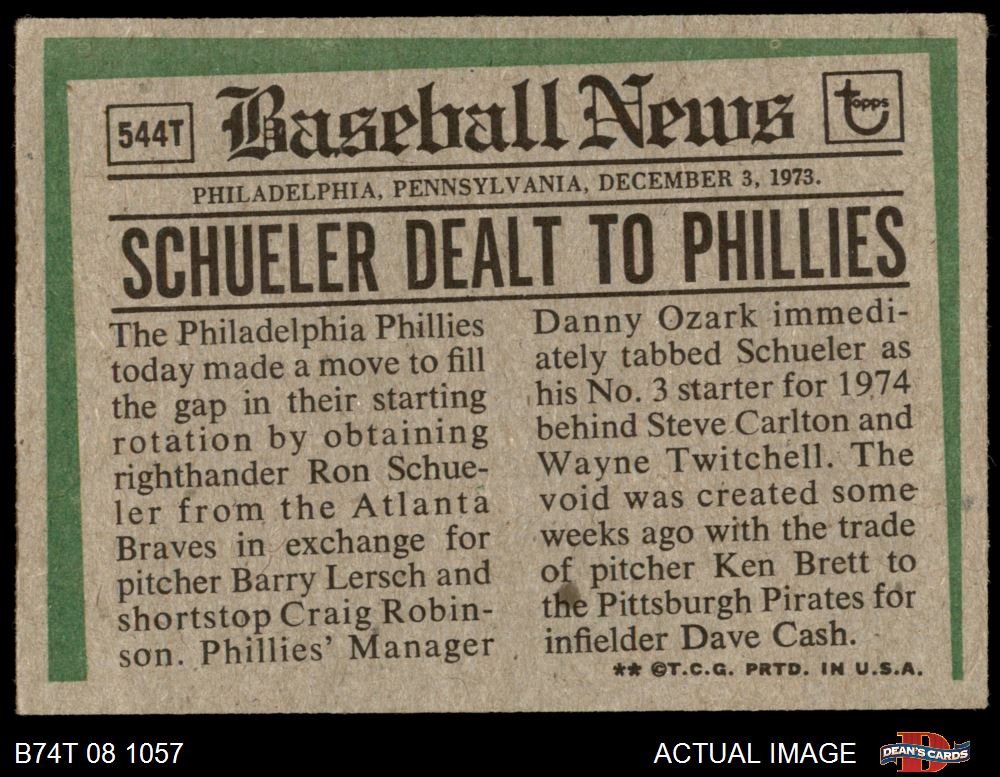 544T
Baseball News
topps
PHILADELPHIA, PENNSYLVANIA, DECEMBER 3, 1973.
SCHUELER DEALT TO PHILLIES
The Philadelphia Phillies
today made a move to fill
the gap in their starting
rotation by obtaining
righthander Ron Schue-
ler from the Atlanta
Braves in exchange for
pitcher Barry Lersch and
shortstop Craig Robin-
son. Phillies' Manager
Danny Ozark immedi-
ately tabbed Schueler as
his No. 3 starter for 1974
behind Steve Carlton and
Wayne Twitchell. The
void was created some
weeks ago with the trade
of pitcher Ken Brett to
the Pittsburgh Pirates for
infielder Dave Cash.
** ©T.C.G. PRTD. IN U.S.A.
B74T 08 1057
ACTUAL IMAGE
D
DEAN'S CARDS